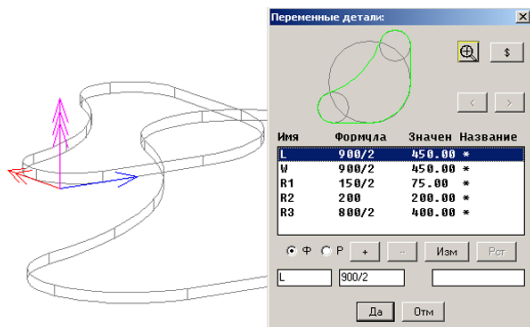 Переменные детали:
$
< >
Имя Формула Значен Название
L 900/2 450.00 *
W 900/2 450.00 *
R1 150/2 75.00 *
R2 200 200.00 *
R3 800/2 400.00 *
Ф Р + - Изм Рст
L 900/2
Да Отм